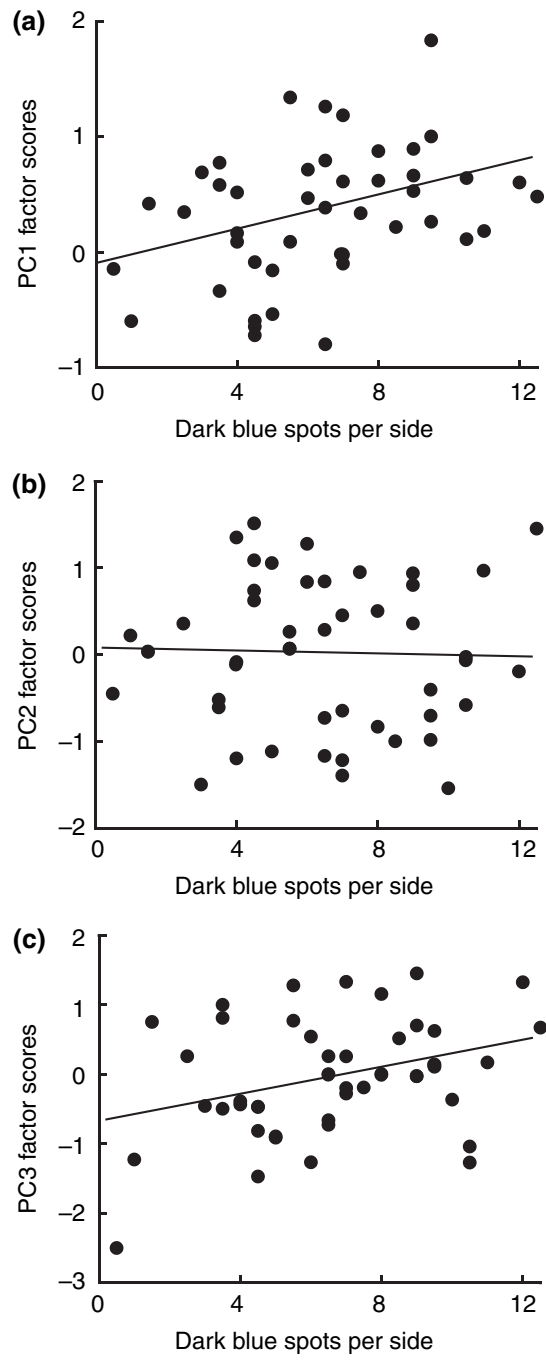 (a)
2
1
0
–1
PC1 factor scores
0 4 8 12
Dark blue spots per side
(b)
2
1
0
–1
–2
PC2 factor scores
0 4 8 12
Dark blue spots per side
(c)
2
1
0
–1
–2
–3
PC3 factor scores
0 4 8 12
Dark blue spots per side